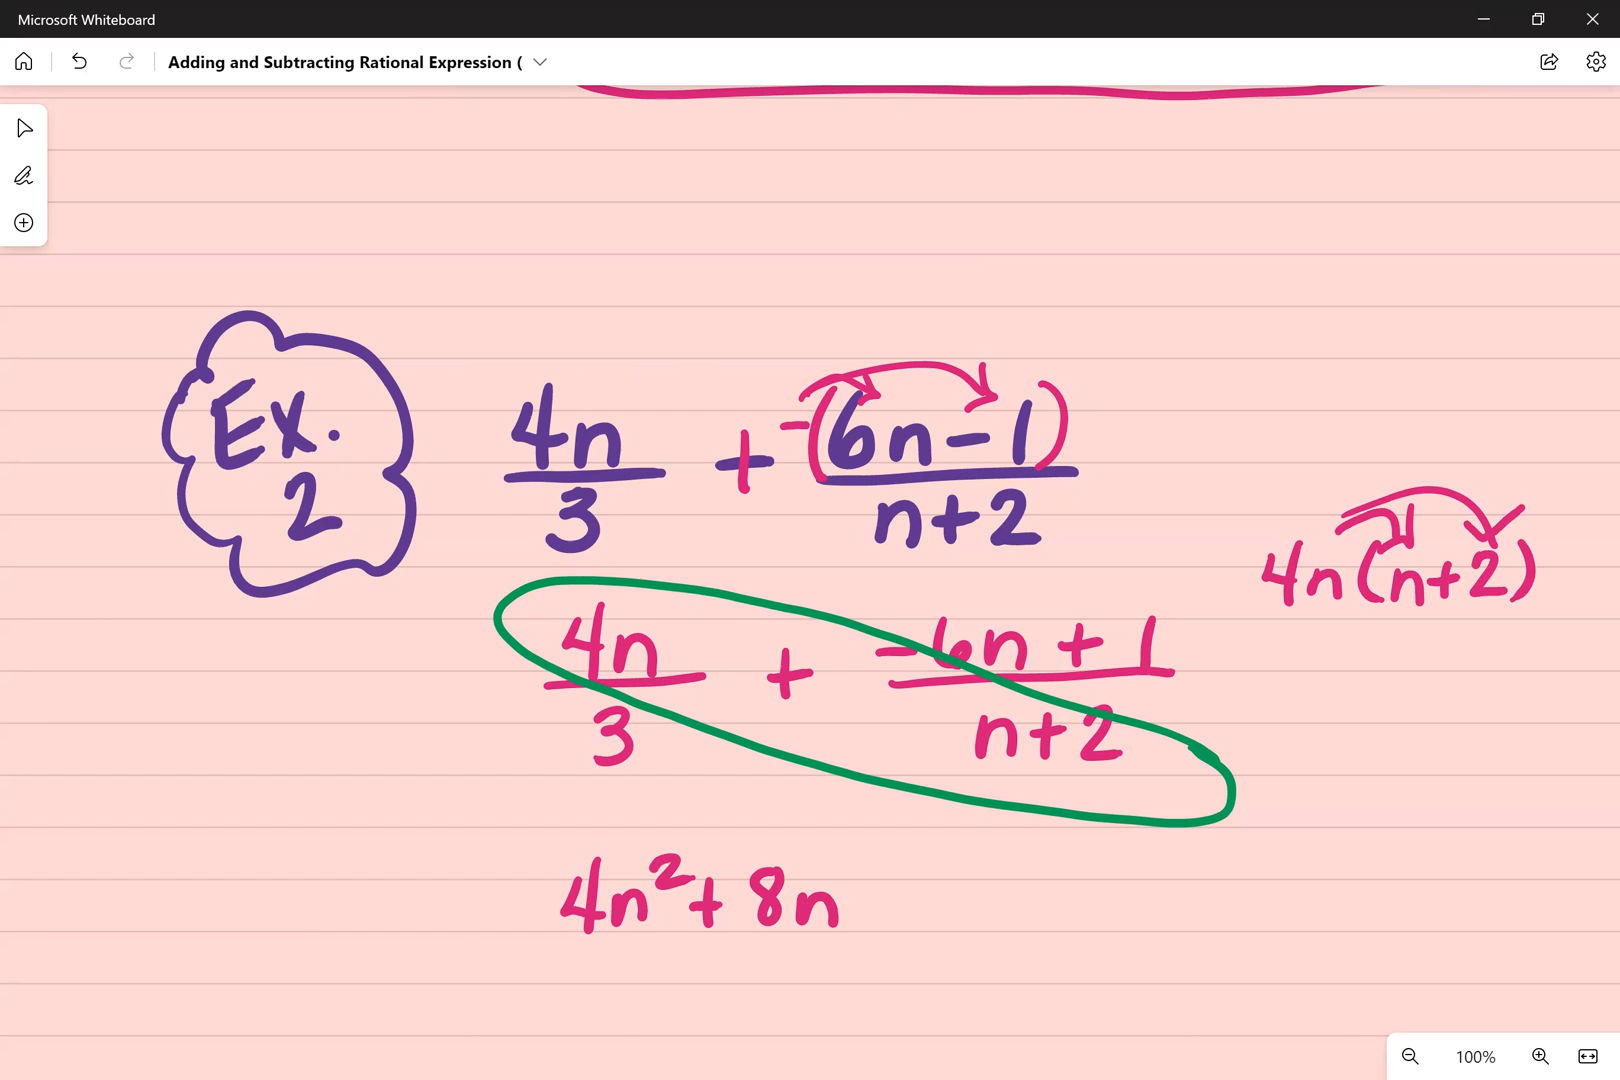 Microsoft Whiteboard
Adding and Subtracting Rational Expression (
Ex. 2
4n/3 + -(6n-1)/n+2
4n(n+2)
4n/3 + -6n+1/n+2
4n²+8n
100%